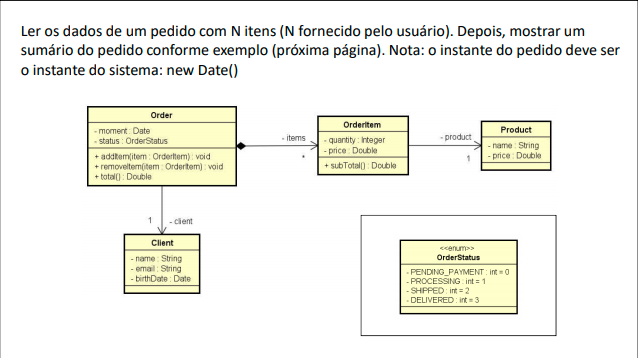 Ler os dados de um pedido com N itens (N fornecido pelo usuário). Depois, mostrar um
sumário do pedido conforme exemplo (próxima página). Nota: o instante do pedido deve ser
o instante do sistema: new Date()
Order
- moment : Date
- status : OrderStatus
+ addItem(item : OrderItem) : void
+ removeItem(item : OrderItem) : void
+ total() : Double
- items
*
OrderItem
- quantity : Integer
- price : Double
+ subTotal() : Double
- product
1
Product
- name : String
- price : Double
1
- client
Client
- name : String
- email : String
- birthDate : Date
<<enum>>
OrderStatus
- PENDING_PAYMENT : int = 0
- PROCESSING : int = 1
- SHIPPED : int = 2
- DELIVERED : int = 3